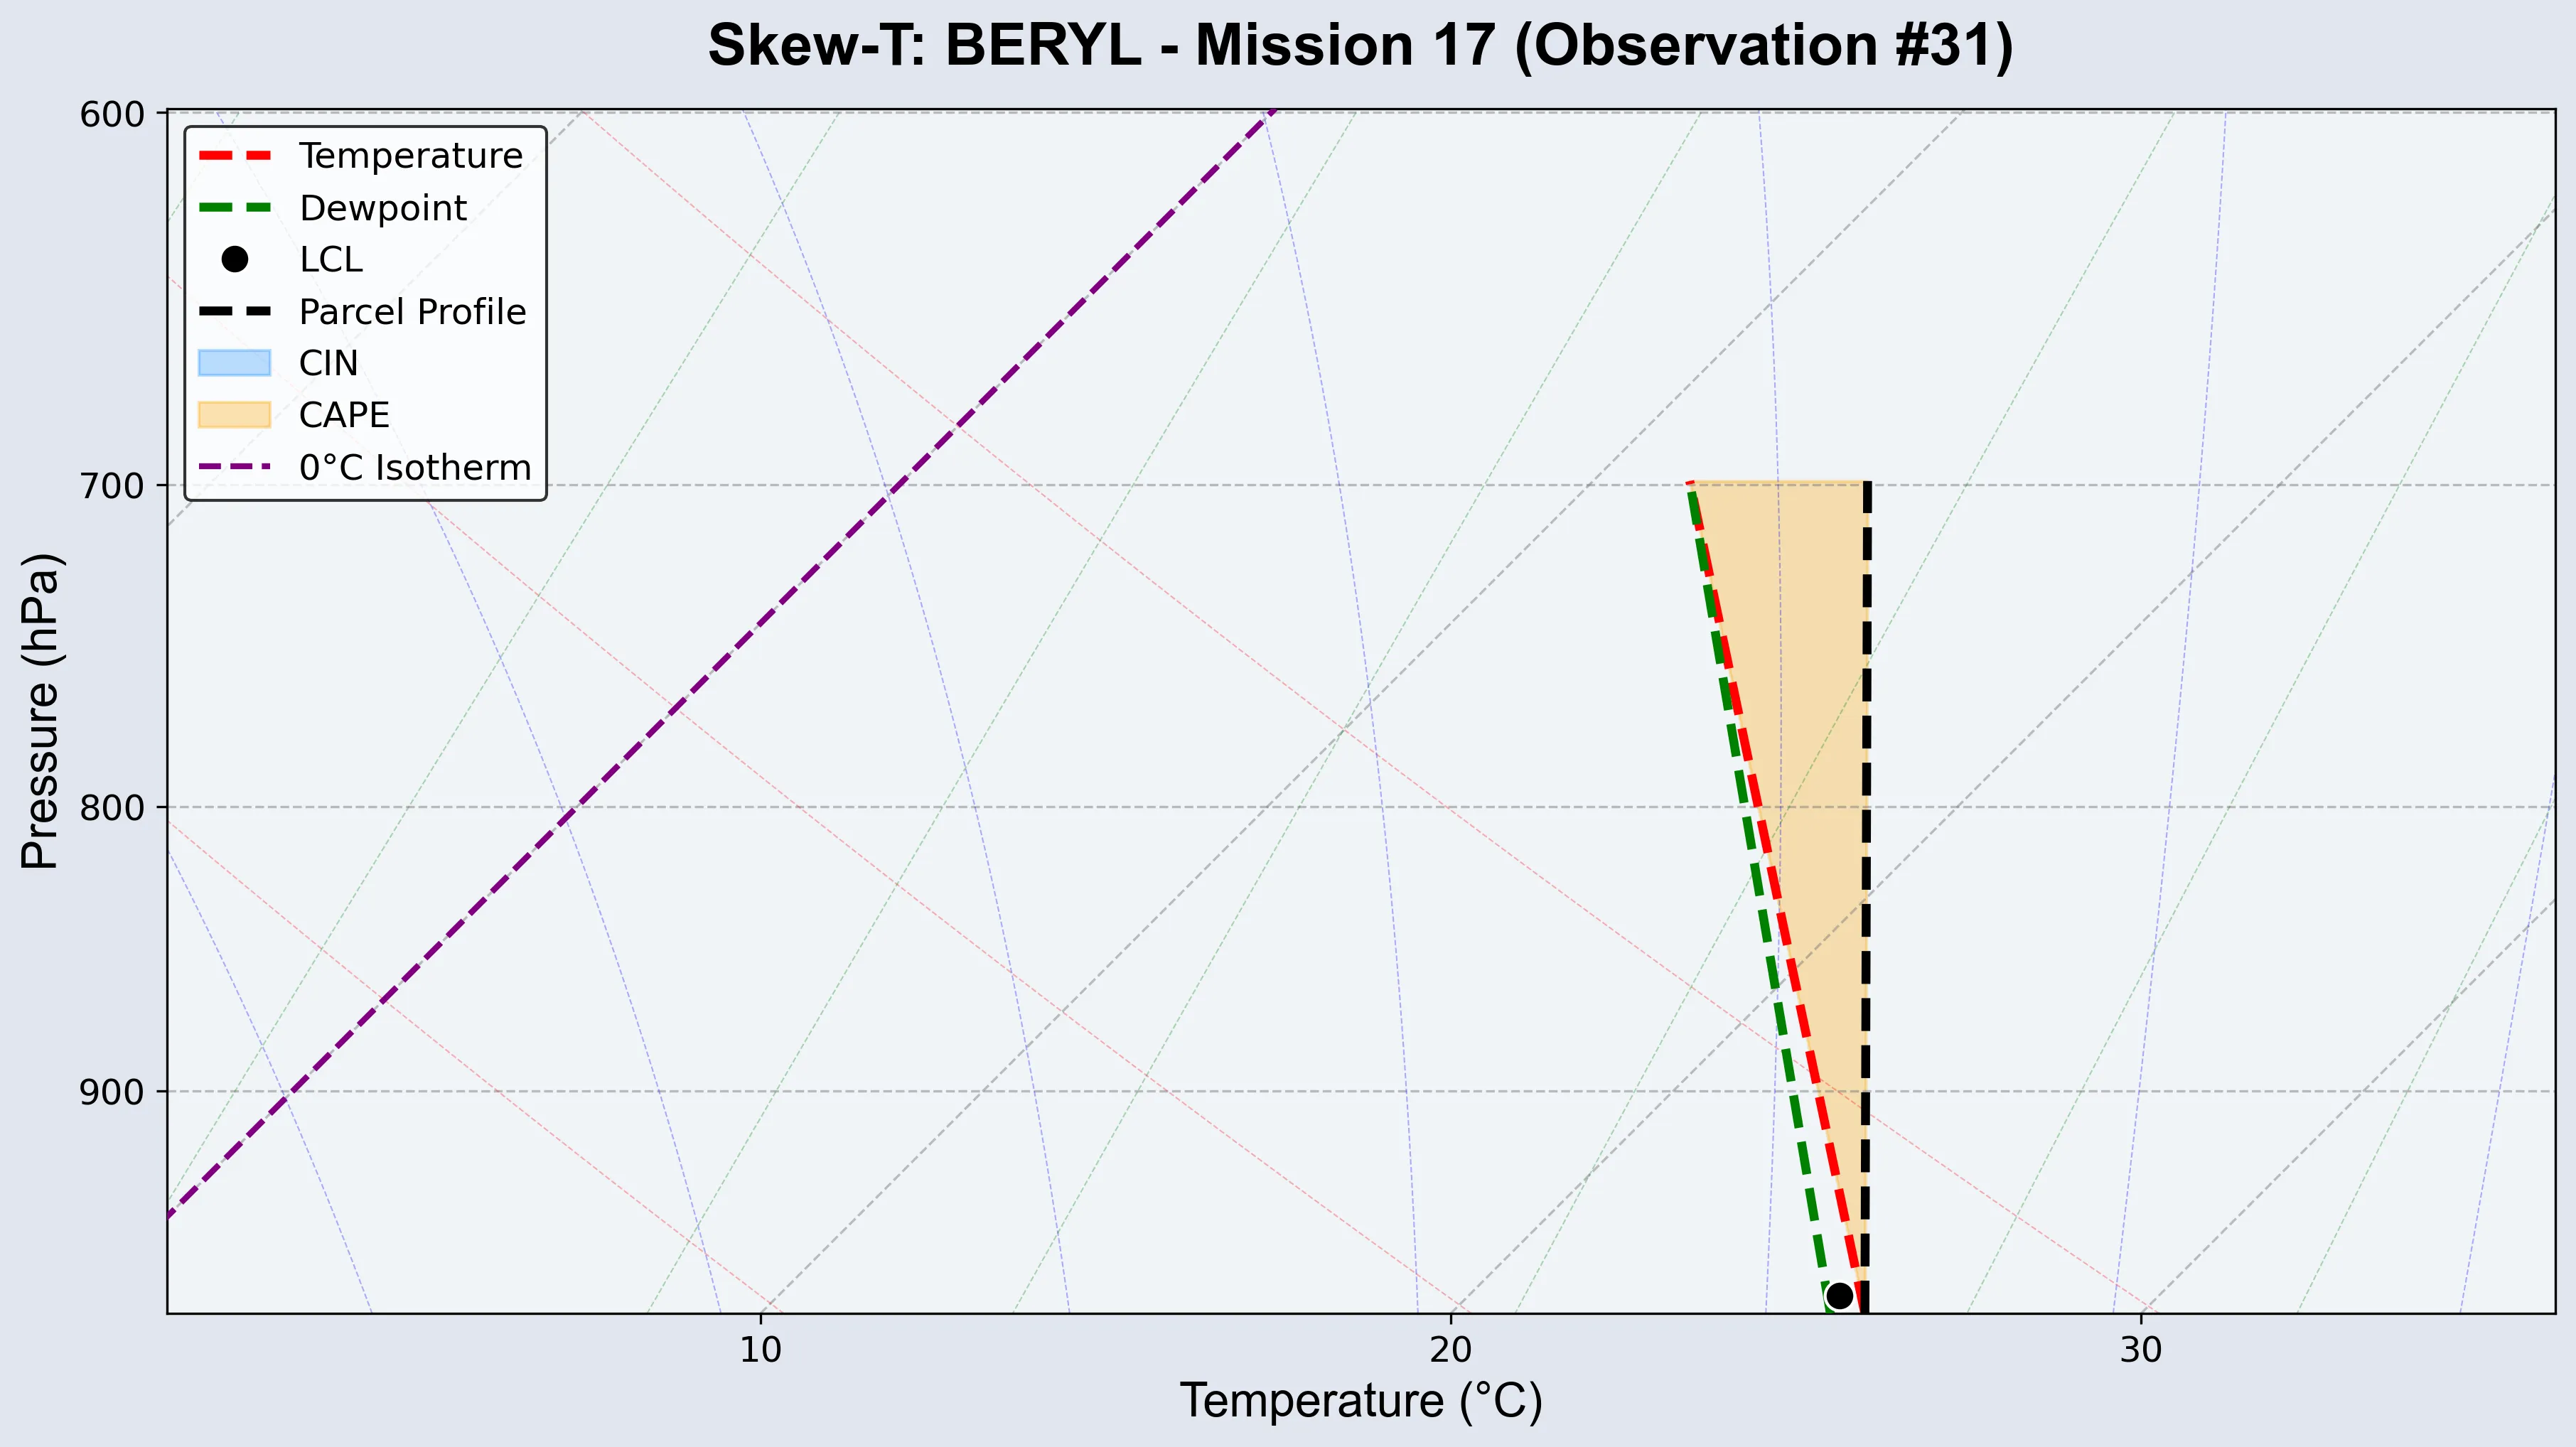 Skew-T: BERYL - Mission 17 (Observation #31)
600
700
800
900
Pressure (hPa)
Temperature
Dewpoint
LCL
Parcel Profile
CIN
CAPE
0°C Isotherm
10
20
30
Temperature (°C)